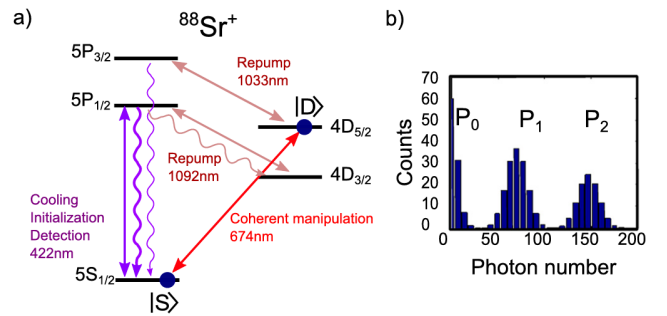 a)
⁸⁸Sr⁺
b)
5P3/2
Repump
1033nm
5P1/2
|D⟩
4D5/2
Repump
1092nm
4D3/2
Cooling
Initialization
Detection
422nm
Coherent manipulation
674nm
5S1/2
|S⟩
70
60
50
40
30
20
10
0
Counts
P0
P1
P2
0
50
100
150
200
Photon number